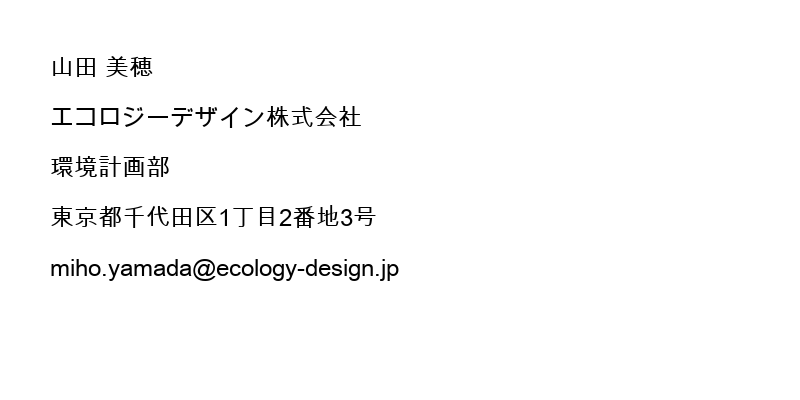 山田 美穂
エコロジーデザイン株式会社
環境計画部
東京都千代田区1丁目2番地3号
miho.yamada@ecology-design.jp